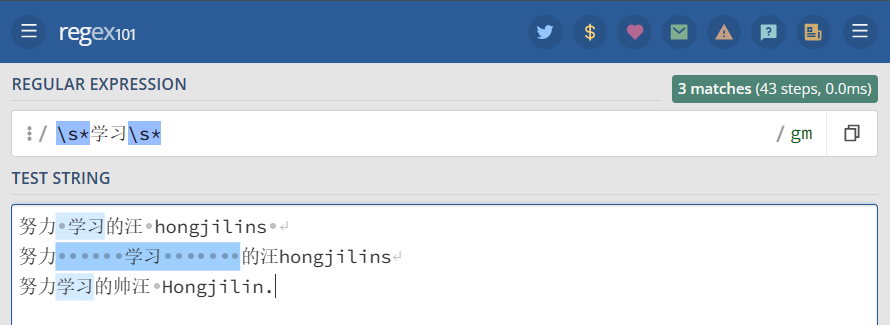 regex101
REGULAR EXPRESSION
3 matches (43 steps, 0.0ms)
/ \s*学习\s* / gm
TEST STRING
努力 学习的汪 hongjilins
努力      学习       的汪hongjilins
努力学习的帅汪 Hongjilin.